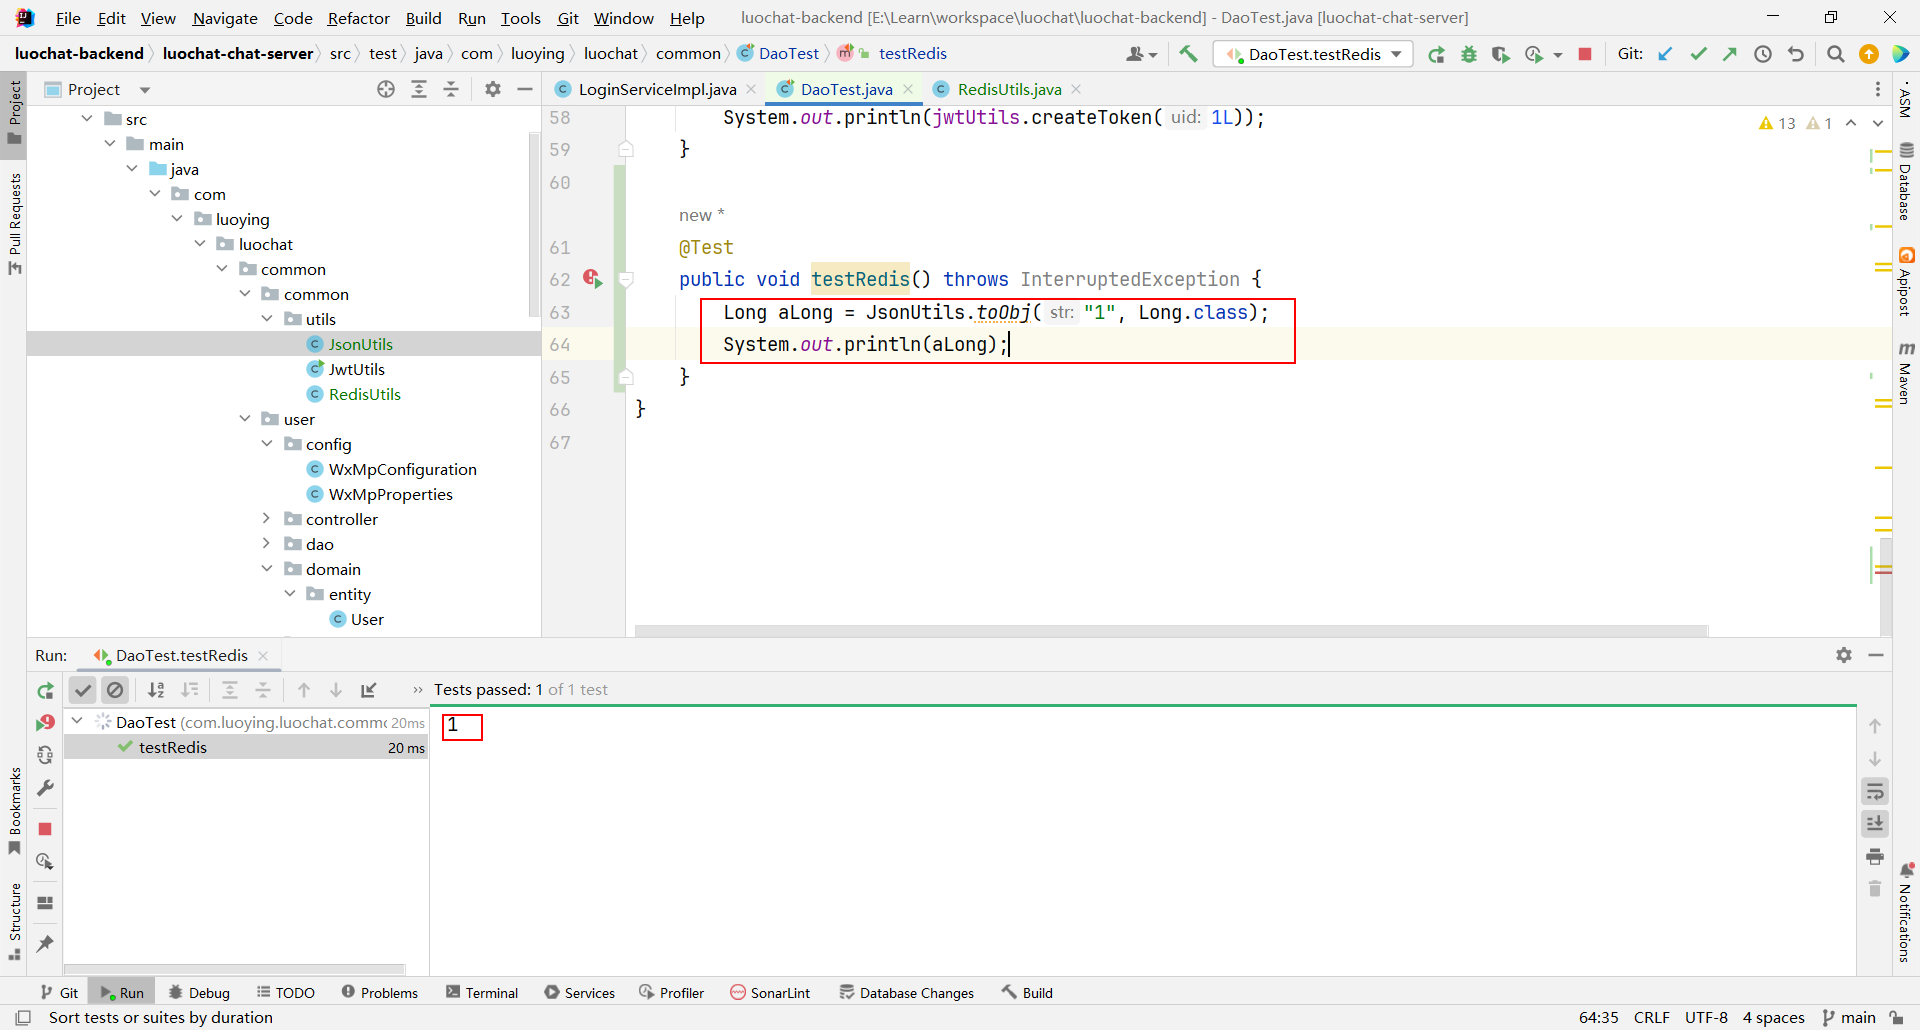 File Edit View Navigate Code Refactor Build Run Tools Git Window Help luochat-backend [E:\Learn\workspace\luochat\luochat-backend] - DaoTest.java [luochat-chat-server]
luochat-backend luochat-chat-server src test java com luoying luochat common DaoTest testRedis DaoTest.testRedis Git:
Project LoginServiceImpl.java DaoTest.java RedisUtils.java
src
main
java
com
luoying
luochat
common
common
utils
JsonUtils
JwtUtils
RedisUtils
user
config
WxMpConfiguration
WxMpProperties
controller
dao
domain
entity
User
58 System.out.println(jwtUtils.createToken( uid: 1L));
59 }
60
new *
61 @Test
62 public void testRedis() throws InterruptedException {
63 Long aLong = JsonUtils.toObj( str: "1", Long.class);
64 System.out.println(aLong);
65 }
66 }
67
13 1
Project
Pull Requests
Bookmarks
Structure
ASM
Database
Apipost
Maven
Notifications
Run: DaoTest.testRedis
Tests passed: 1 of 1 test
DaoTest (com.luoying.luochat.commo 20ms
testRedis 20 ms
1
Git Run Debug TODO Problems Terminal Services Profiler SonarLint Database Changes Build
Sort tests or suites by duration 64:35 CRLF UTF-8 4 spaces main